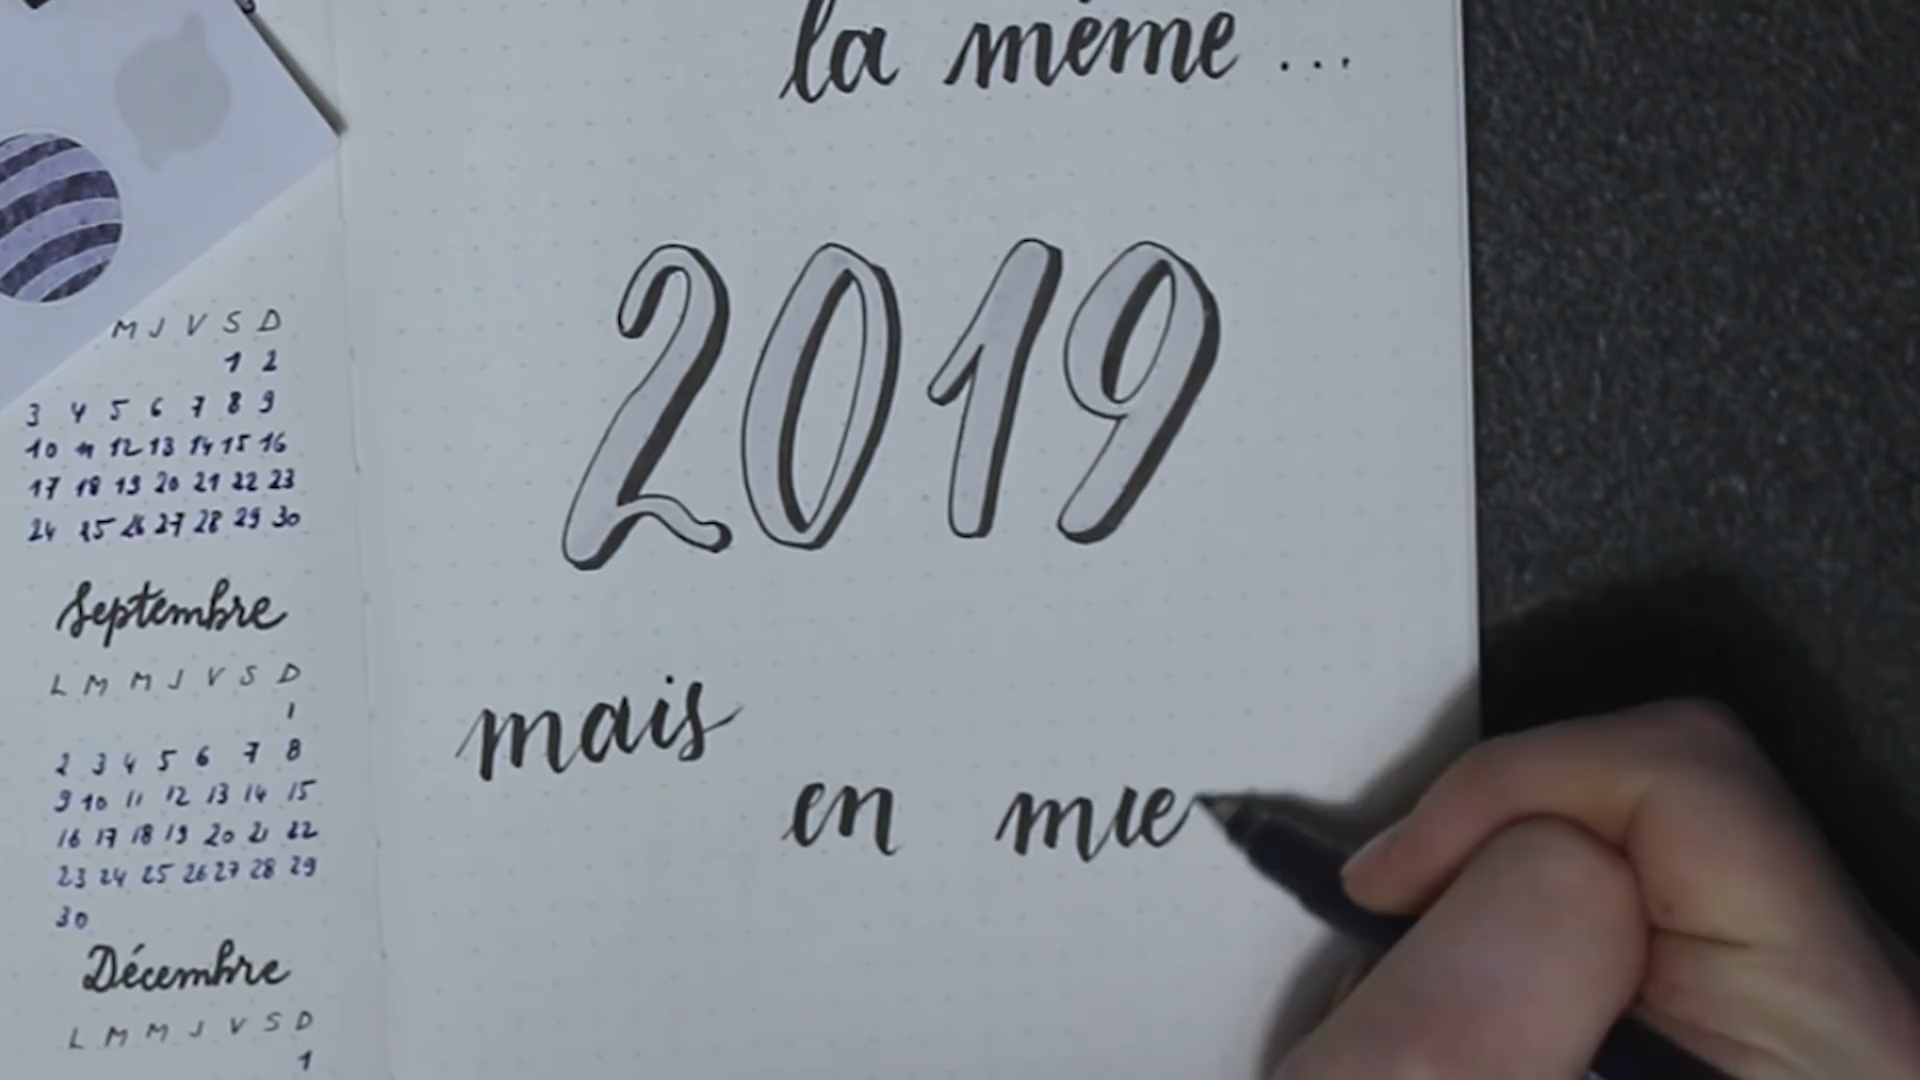 M J V S D
1 2
3 4 5 6 7 8 9
10 11 12 13 14 15 16
17 18 19 20 21 22 23
24 25 26 27 28 29 30
Septembre
L M M J V S D
1
2 3 4 5 6 7 8
9 10 11 12 13 14 15
16 17 18 19 20 21 22
23 24 25 26 27 28 29
30
Décembre
L M M J V S D
1
la même...
2019
mais
en mie